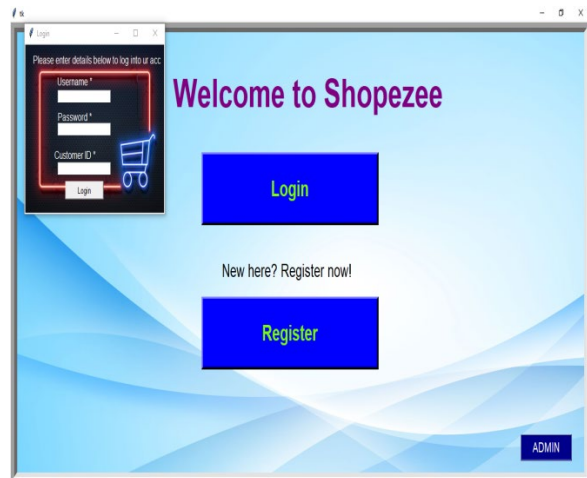 tk
Login
Please enter details below to log into ur acc
Username *
Password *
Customer ID *
Login
Welcome to Shopezee
Login
New here? Register now!
Register
ADMIN